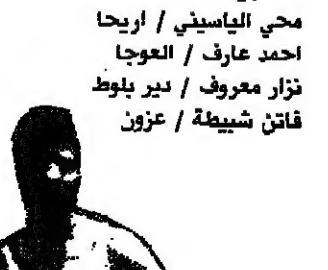 محي الياسيني / اريحا
احمد عارف / العوجا
نزار معروف / دير بلوط
فاتن شبيطة / عزون